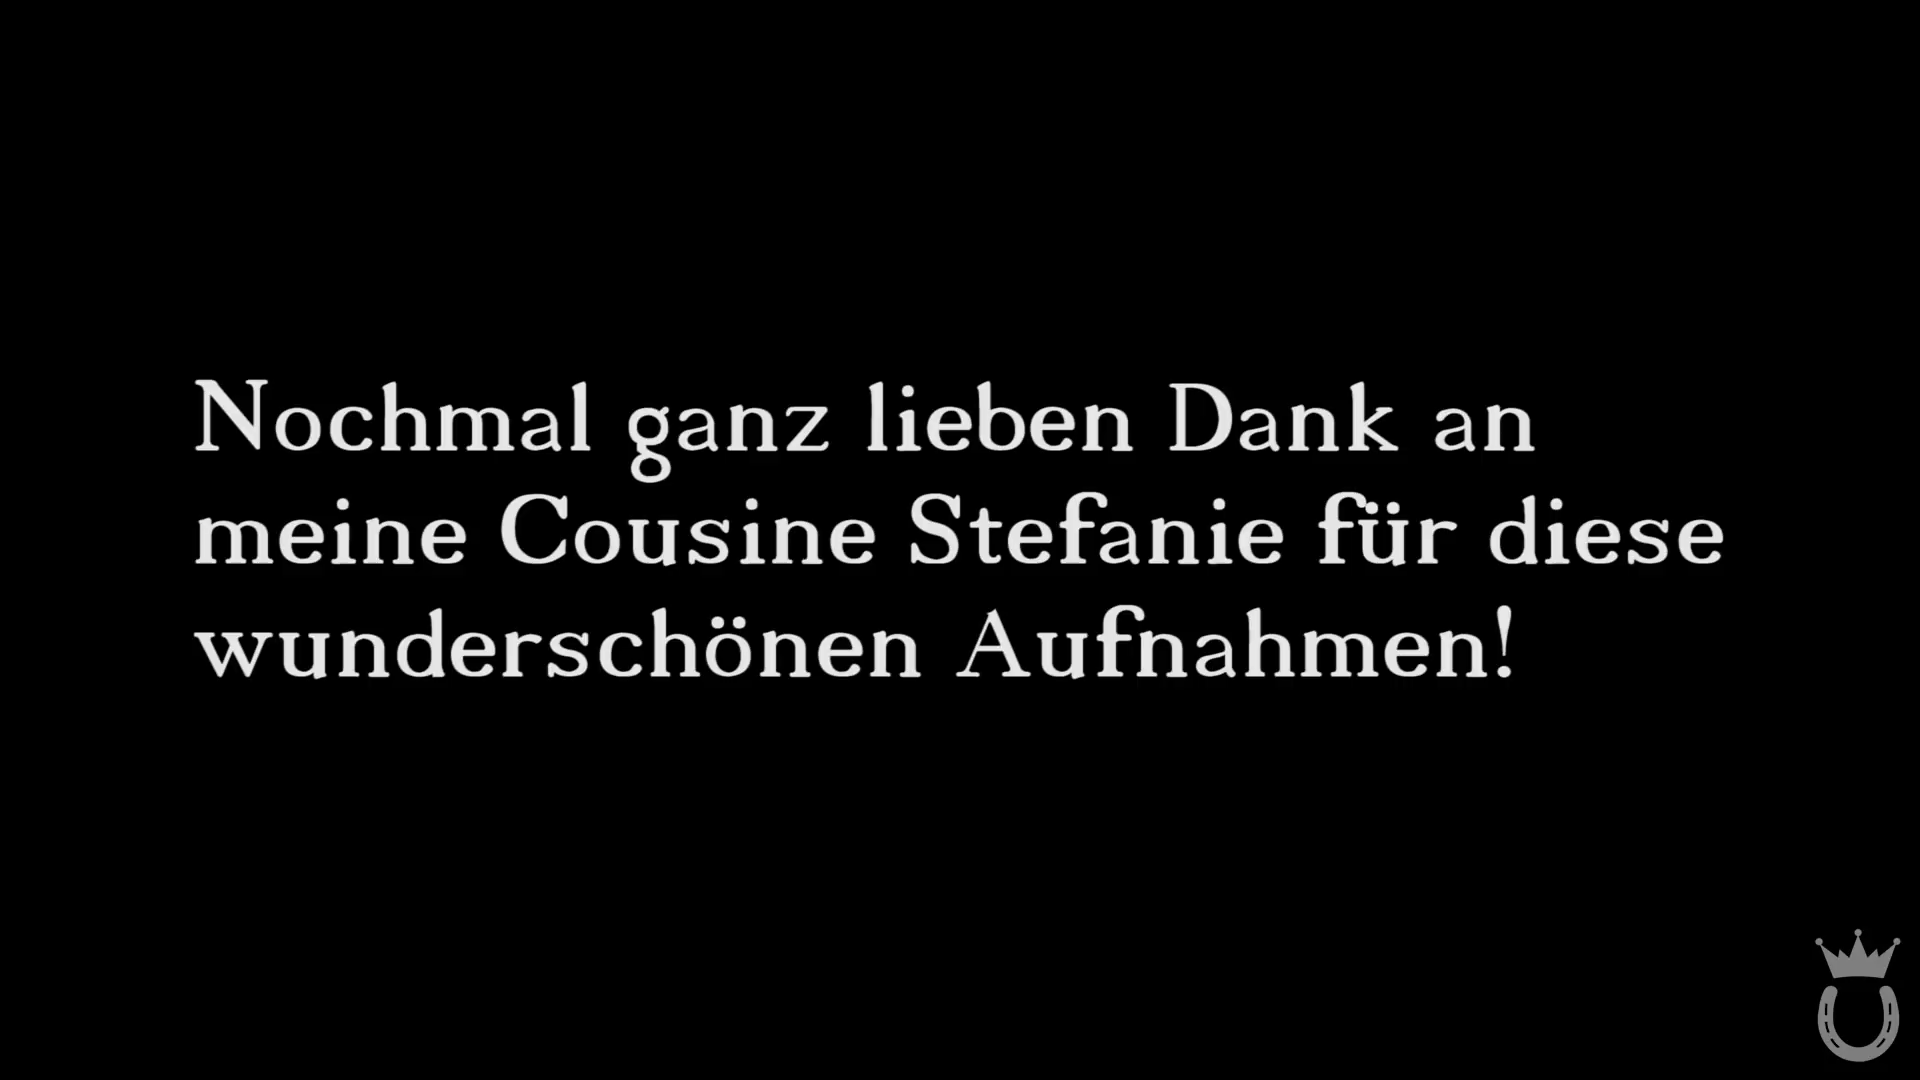 Nochmal ganz lieben Dank an
meine Cousine Stefanie für diese
wunderschönen Aufnahmen!